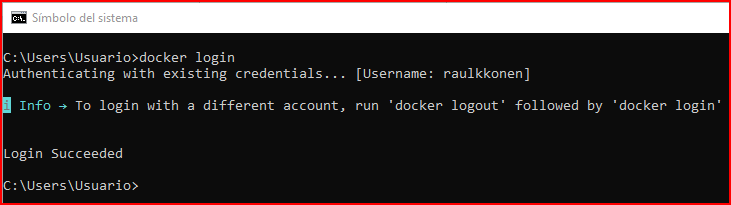 Símbolo del sistema
C:\Users\Usuario>docker login
Authenticating with existing credentials... [Username: raulkkonen]
i Info → To login with a different account, run 'docker logout' followed by 'docker login'
Login Succeeded
C:\Users\Usuario>